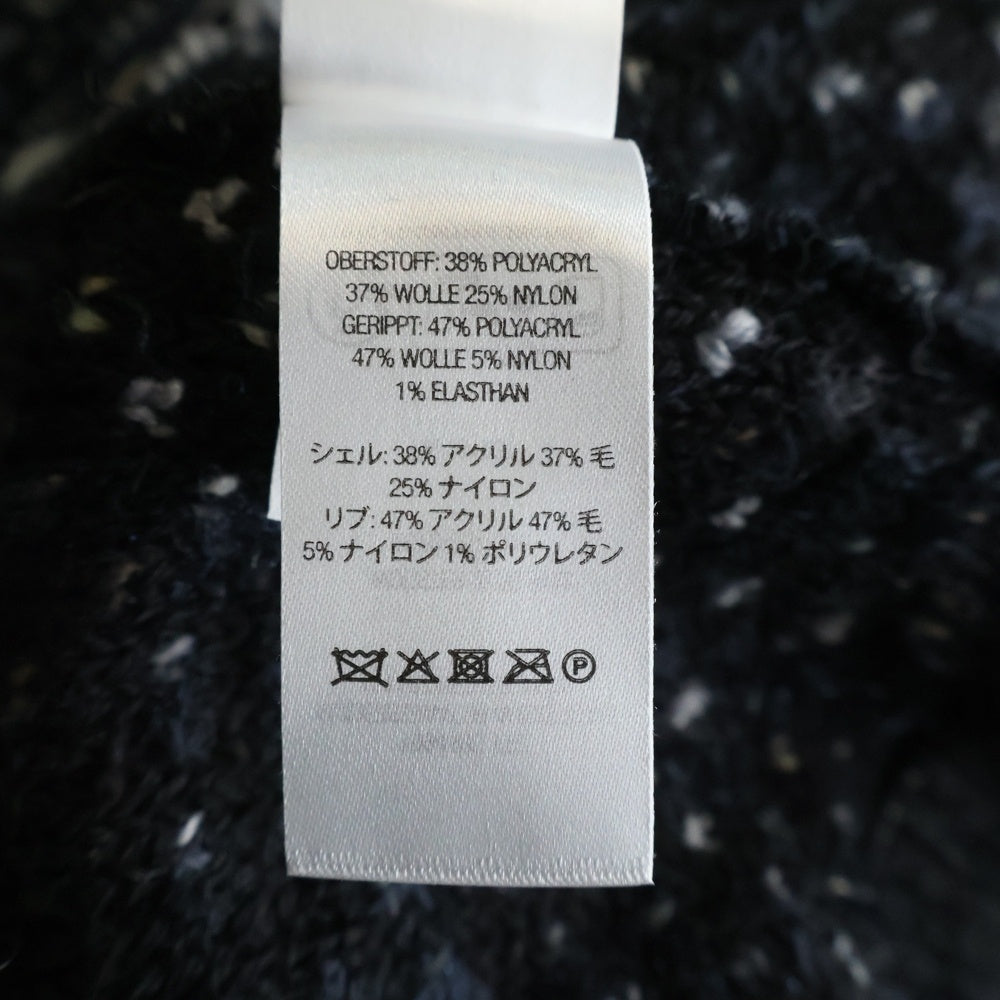 OBERSTOFF: 38% POLYACRYL
37% WOLLE 25% NYLON
GERIPPT: 47% POLYACRYL
47% WOLLE 5% NYLON
1% ELASTHAN
シェル: 38% アクリル 37% 毛
25% ナイロン
リブ: 47% アクリル 47% 毛
5% ナイロン 1% ポリウレタン
P